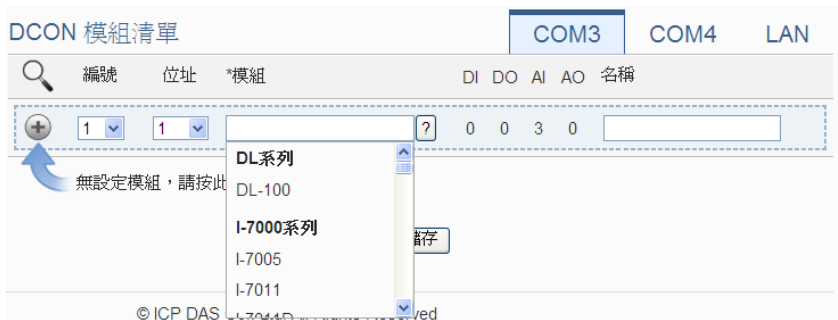 DCON 模組清單 COM3 COM4 LAN
編號 位址 *模組 DI DO AI AO 名稱
1 1 ? 0 0 3 0
DL系列
無設定模組，請按此
DL-100
I-7000系列
儲存
I-7005
I-7011
© ICP DAS